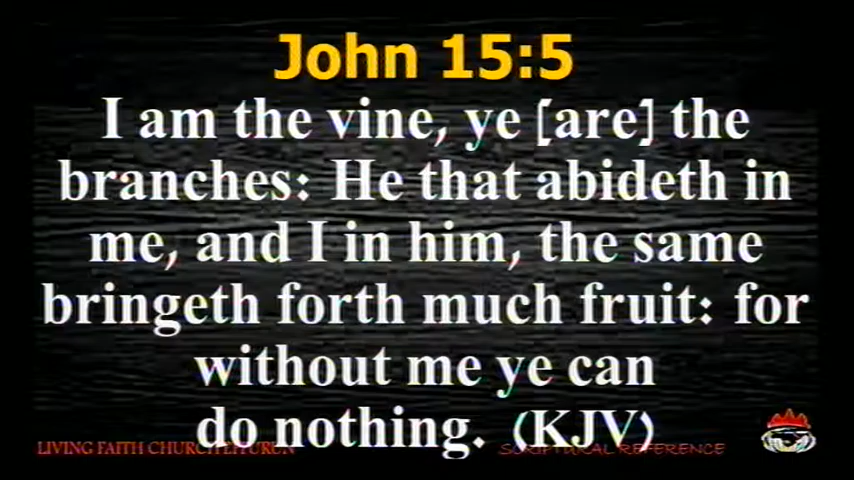 John 15:5
I am the vine, ye [are] the
branches: He that abideth in
me, and I in him, the same
bringeth forth much fruit: for
without me ye can
do nothing. (KJV)
LIVING FAITH CHURCH
SCRIPTURAL REFERENCE